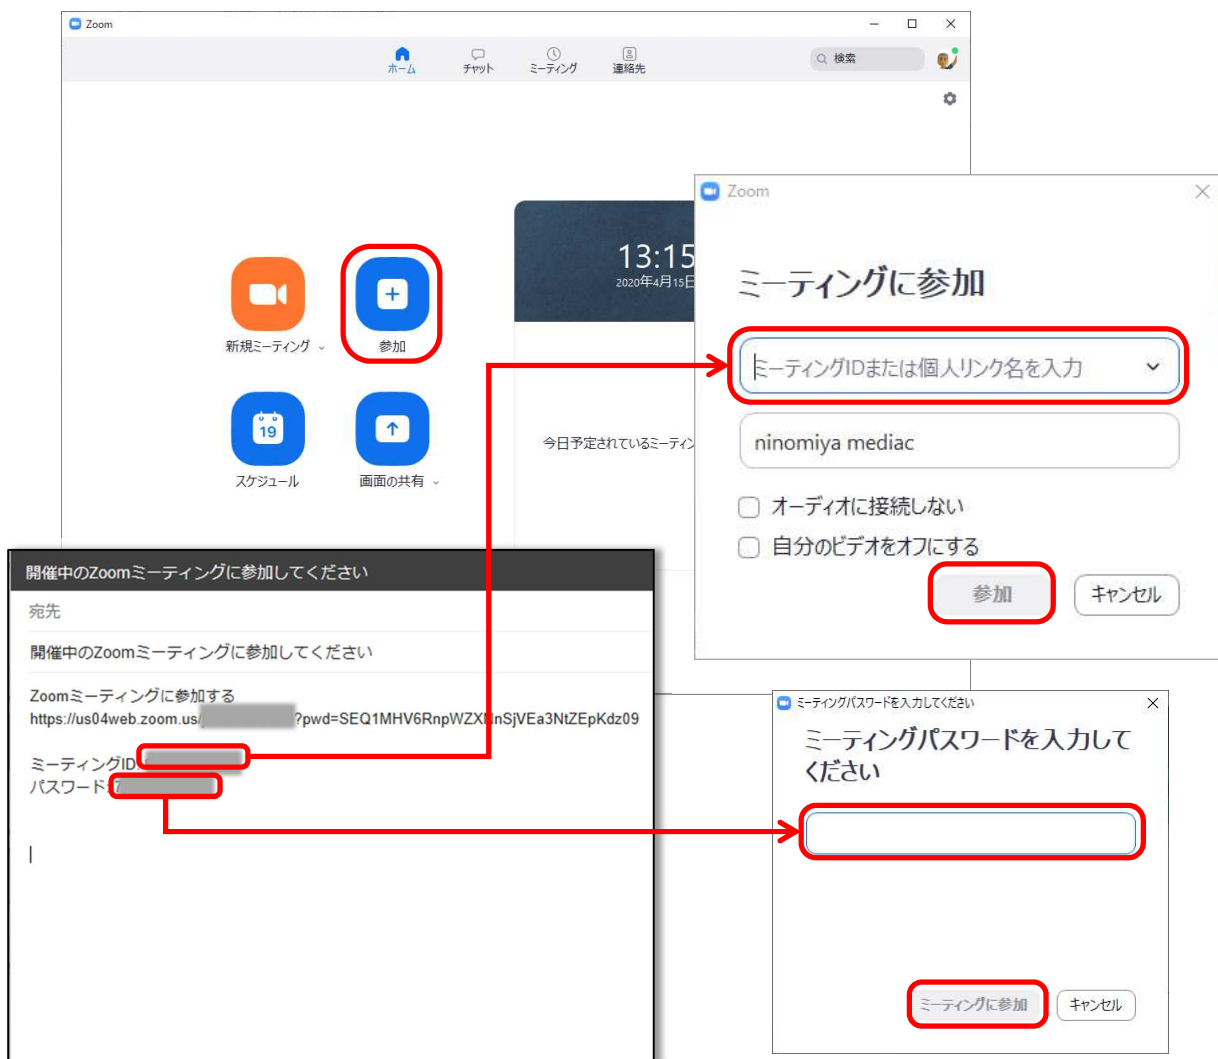 Zoom
ホーム
チャット
ミーティング
連絡先
検索
新規ミーティング
参加
19
スケジュール
画面の共有
13:15
2020年4月15日
今日予定されているミーティン
Zoom
ミーティングに参加
ミーティングIDまたは個人リンク名を入力
ninomiya mediac
オーディオに接続しない
自分のビデオをオフにする
参加
キャンセル
開催中のZoomミーティングに参加してください
宛先
開催中のZoomミーティングに参加してください
Zoomミーティングに参加する
https://us04web.zoom.us/ ?pwd=SEQ1MHV6RnpWZXNnSjVEa3NtZEpKdz09
ミーティングID:
パスワード:7
ミーティングパスワードを入力してください
ミーティングパスワードを入力して
ください
ミーティングに参加
キャンセル